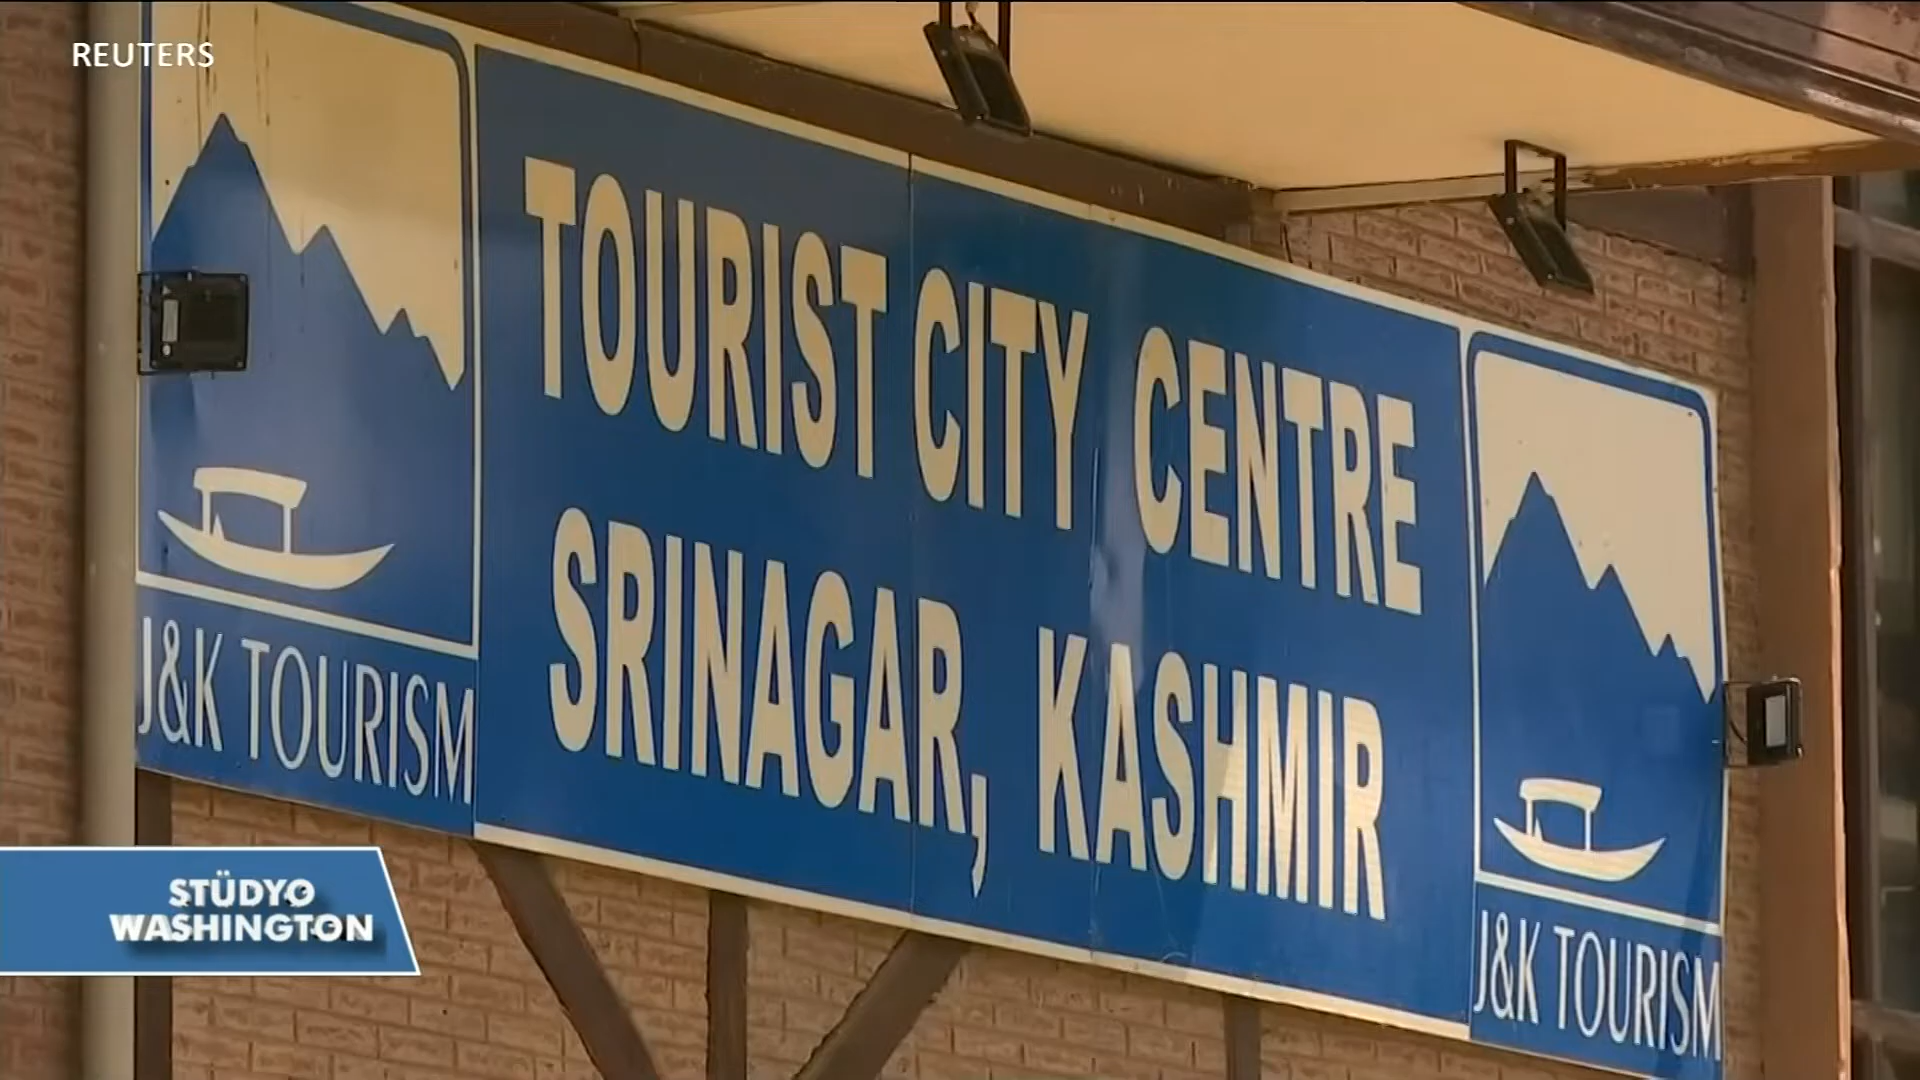 REUTERS
TOURIST CITY CENTRE
SRINAGAR, KASHMIR
J&K TOURISM
J&K TOURISM
STÜDYO
WASHINGTON